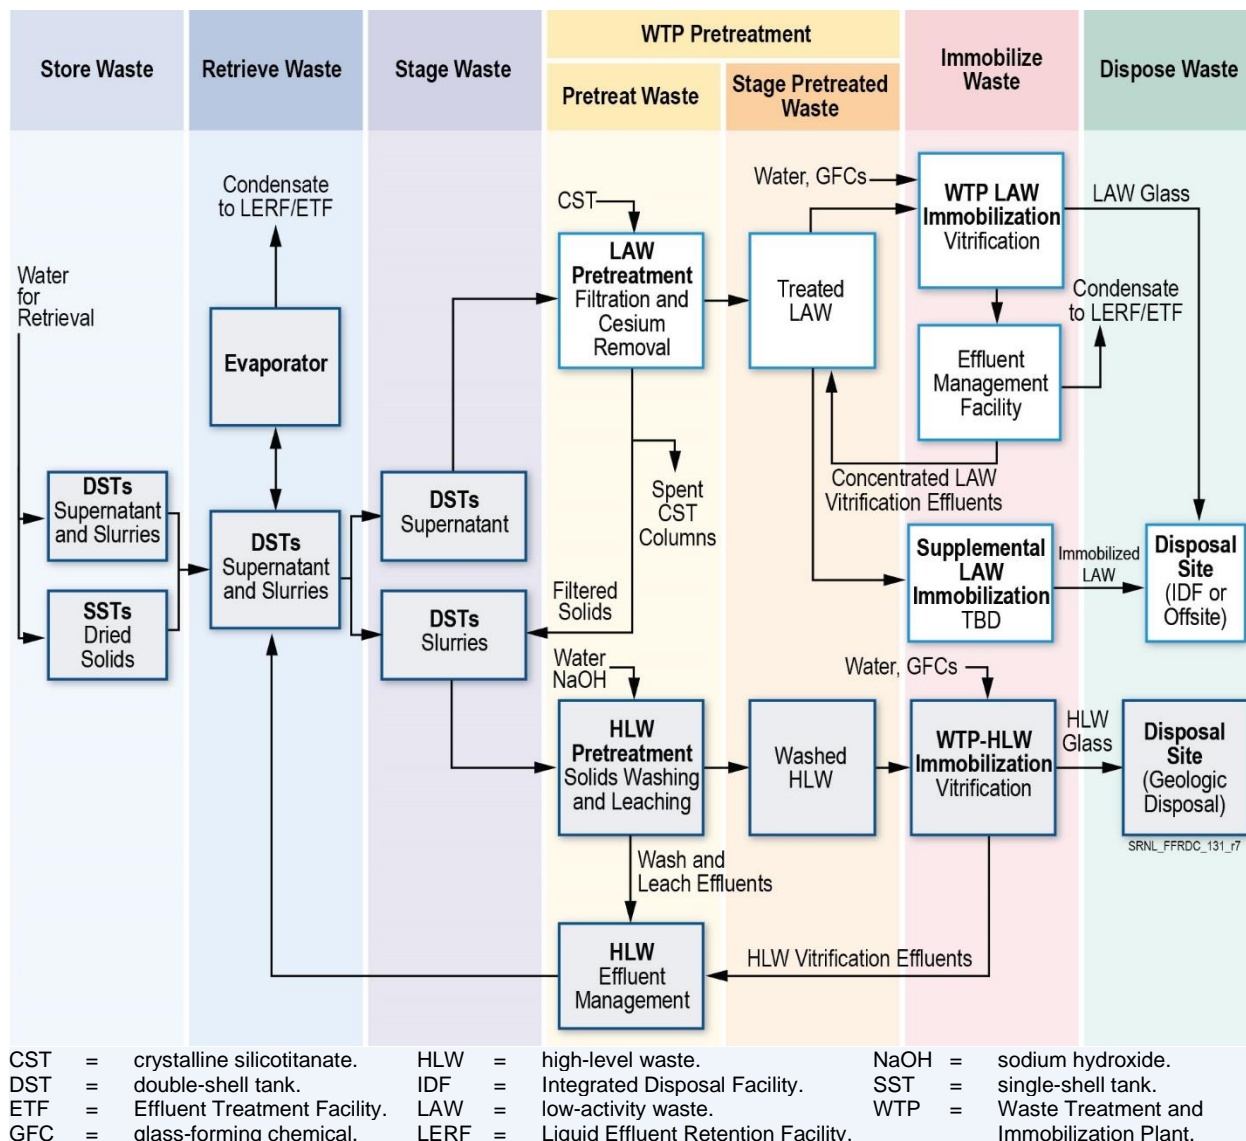 WTP Pretreatment
Store Waste
Retrieve Waste
Stage Waste
Pretreat Waste
Stage Pretreated
Waste
Immobilize
Waste
Dispose Waste
Condensate
to LERF/ETF
Water
for
Retrieval
Evaporator
DSTs
Supernatant
and Slurries
SSTs
Dried
Solids
DSTs
Supernatant
and Slurries
DSTs
Supernatant
DSTs
Slurries
CST
LAW
Pretreatment
Filtration and
Cesium
Removal
Spent
CST
Columns
Filtered
Solids
Water
NaOH
HLW
Pretreatment
Solids Washing
and Leaching
Wash and
Leach Effluents
HLW
Effluent
Management
Water, GFCs
Treated
LAW
Concentrated LAW
Vitrification Effluents
Washed
HLW
HLW Vitrification Effluents
WTP LAW
Immobilization
Vitrification
Effluent
Management
Facility
Supplemental
LAW
Immobilization
TBD
Water, GFCs
WTP-HLW
Immobilization
Vitrification
LAW Glass
Condensate
to LERF/ETF
Immobilized
LAW
Disposal
Site
(IDF or
Offsite)
HLW
Glass
Disposal
Site
(Geologic
Disposal)
SRNL_FFRDC_131_r7
CST = crystalline silicotitanate. HLW = high-level waste. NaOH = sodium hydroxide.
DST = double-shell tank. IDF = Integrated Disposal Facility. SST = single-shell tank.
ETF = Effluent Treatment Facility. LAW = low-activity waste. WTP = Waste Treatment and
GFC = glass-forming chemical. LERF = Liquid Effluent Retention Facility. Immobilization Plant.